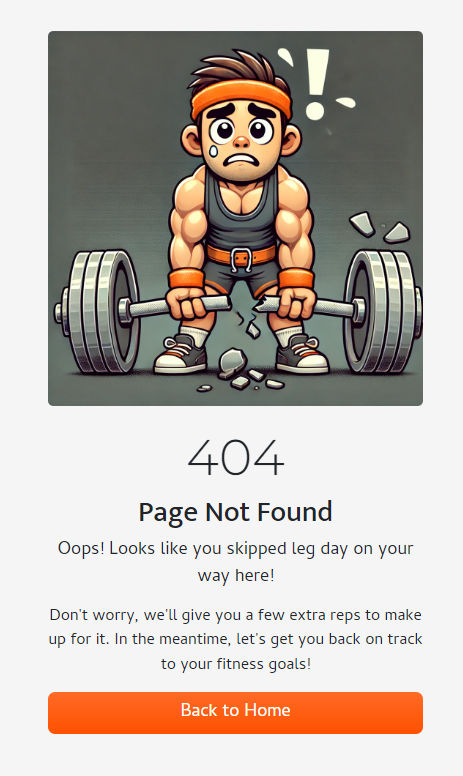 404
Page Not Found
Oops! Looks like you skipped leg day on your
way here!
Don't worry, we'll give you a few extra reps to make
up for it. In the meantime, let's get you back on track
to your fitness goals!
Back to Home